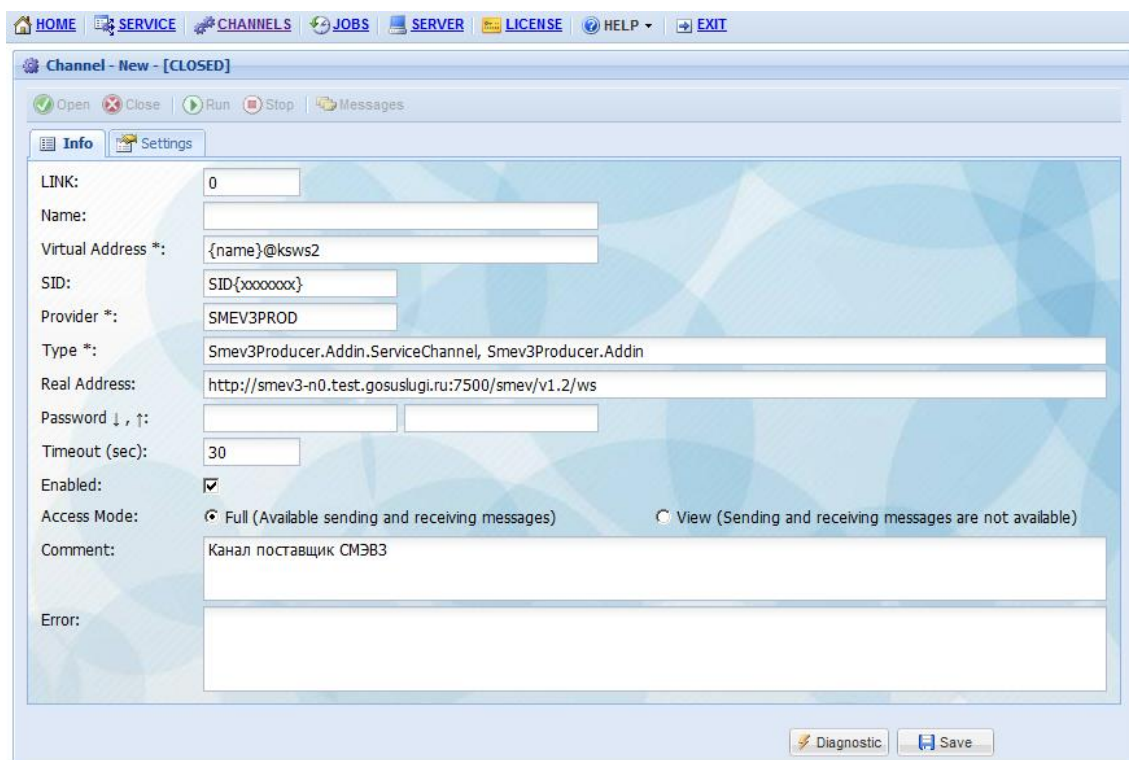 HOME SERVICE CHANNELS JOBS SERVER LICENSE HELP EXIT
Channel - New - [CLOSED]
Open Close Run Stop Messages
Info Settings
LINK: 0
Name:
Virtual Address *: {name}@ksws2
SID: SID{xxxxxxx}
Provider *: SMEV3PROD
Type *: Smev3Producer.Addin.ServiceChannel, Smev3Producer.Addin
Real Address: http://smev3-n0.test.gosuslugi.ru:7500/smev/v1.2/ws
Password ↓ , ↑:
Timeout (sec): 30
Enabled:
Access Mode: Full (Available sending and receiving messages) View (Sending and receiving messages are not available)
Comment: Канал поставщик СМЭВ3
Error:
Diagnostic Save